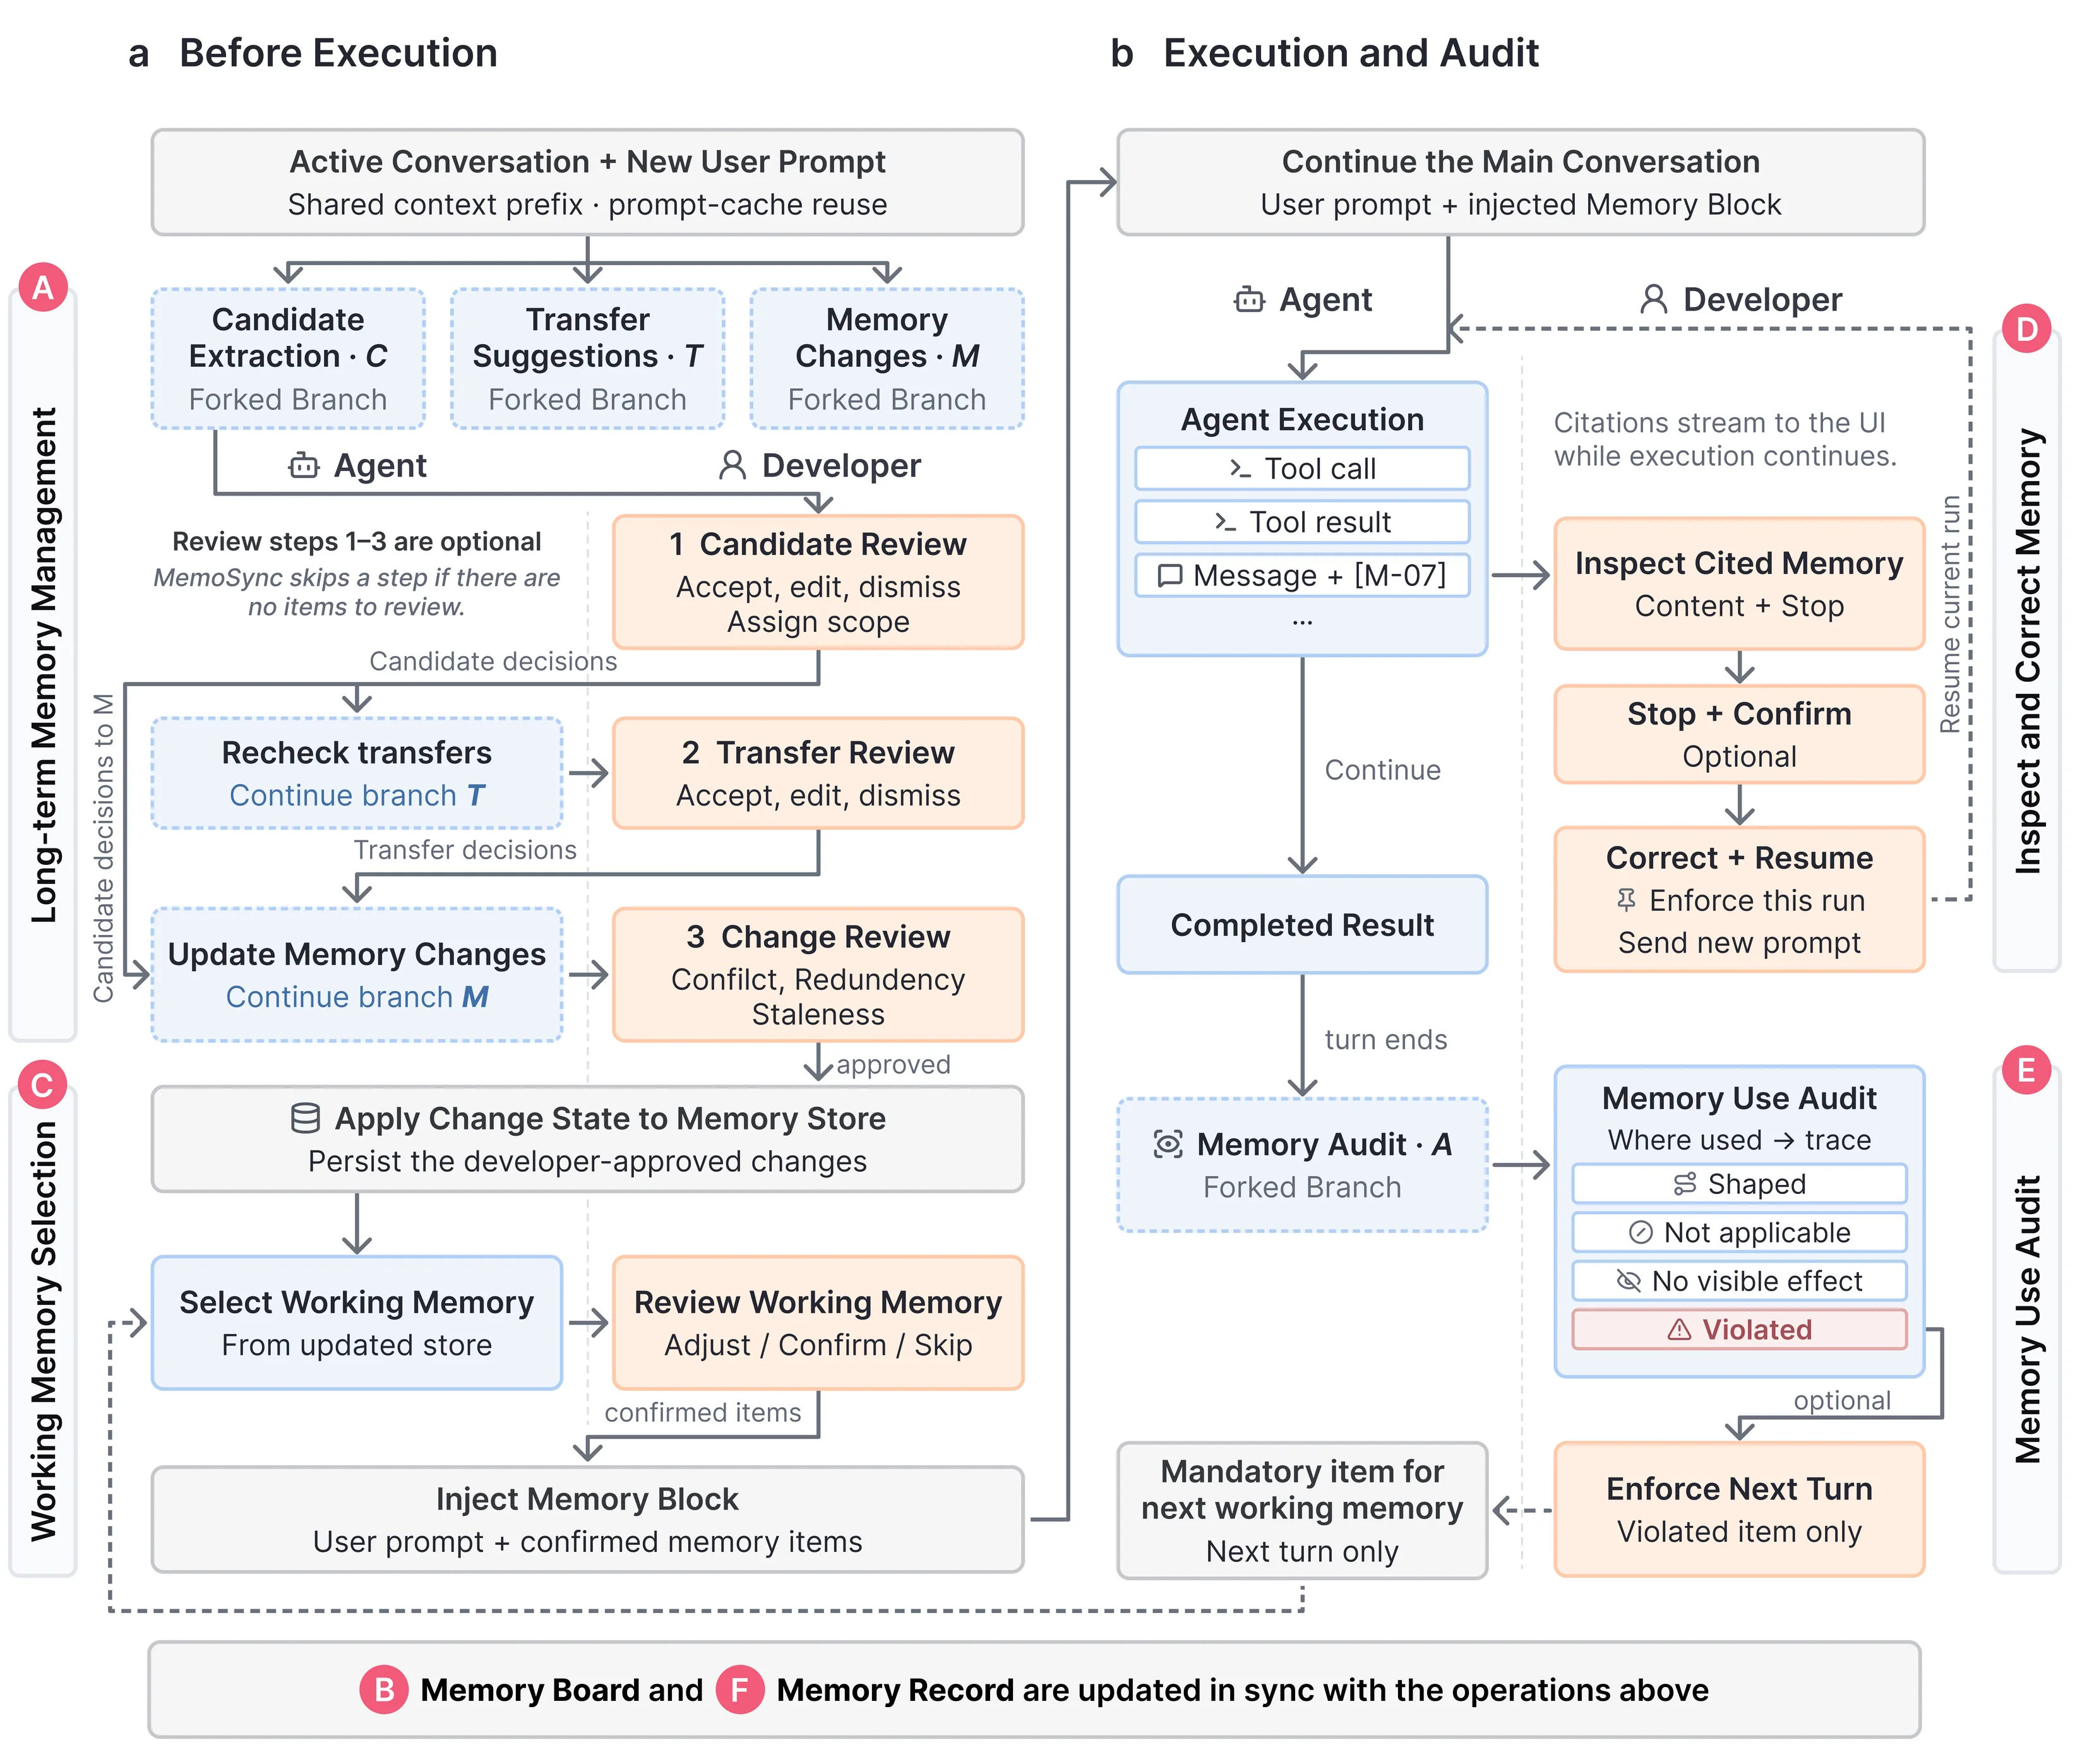 a Before Execution
Active Conversation + New User Prompt
Shared context prefix · prompt-cache reuse
A
Long-term Memory Management
Candidate
Extraction · C
Forked Branch
Transfer
Suggestions · T
Forked Branch
Memory
Changes · M
Forked Branch
Agent
Developer
Review steps 1–3 are optional
MemoSync skips a step if there are
no items to review.
1 Candidate Review
Accept, edit, dismiss
Assign scope
Candidate decisions
Candidate decisions to M
Recheck transfers
Continue branch T
2 Transfer Review
Accept, edit, dismiss
Transfer decisions
Update Memory Changes
Continue branch M
3 Change Review
Confilct, Redundency
Staleness
approved
C
Working Memory Selection
Apply Change State to Memory Store
Persist the developer-approved changes
Select Working Memory
From updated store
Review Working Memory
Adjust / Confirm / Skip
confirmed items
Inject Memory Block
User prompt + confirmed memory items
b Execution and Audit
Continue the Main Conversation
User prompt + injected Memory Block
Agent
Developer
D
Inspect and Correct Memory
Agent Execution
Tool call
Tool result
Message + [M-07]
...
Citations stream to the UI
while execution continues.
Inspect Cited Memory
Content + Stop
Stop + Confirm
Optional
Correct + Resume
Enforce this run
Send new prompt
Resume current run
Continue
Completed Result
turn ends
Memory Audit · A
Forked Branch
E
Memory Use Audit
Memory Use Audit
Where used → trace
Shaped
Not applicable
No visible effect
Violated
optional
Enforce Next Turn
Violated item only
Mandatory item for
next working memory
Next turn only
B Memory Board and F Memory Record are updated in sync with the operations above